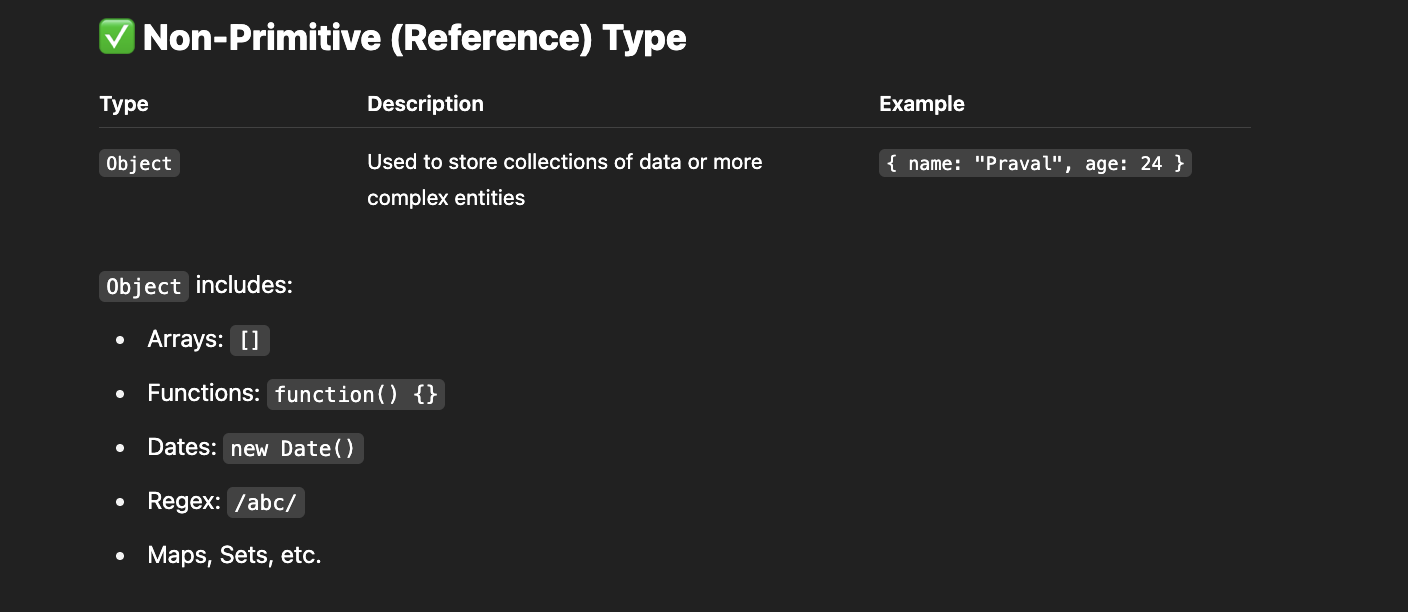 ✅ Non-Primitive (Reference) Type
Type Description Example
Object Used to store collections of data or more { name: "Praval", age: 24 }
complex entities
Object includes:
• Arrays: []
• Functions: function() {}
• Dates: new Date()
• Regex: /abc/
• Maps, Sets, etc.